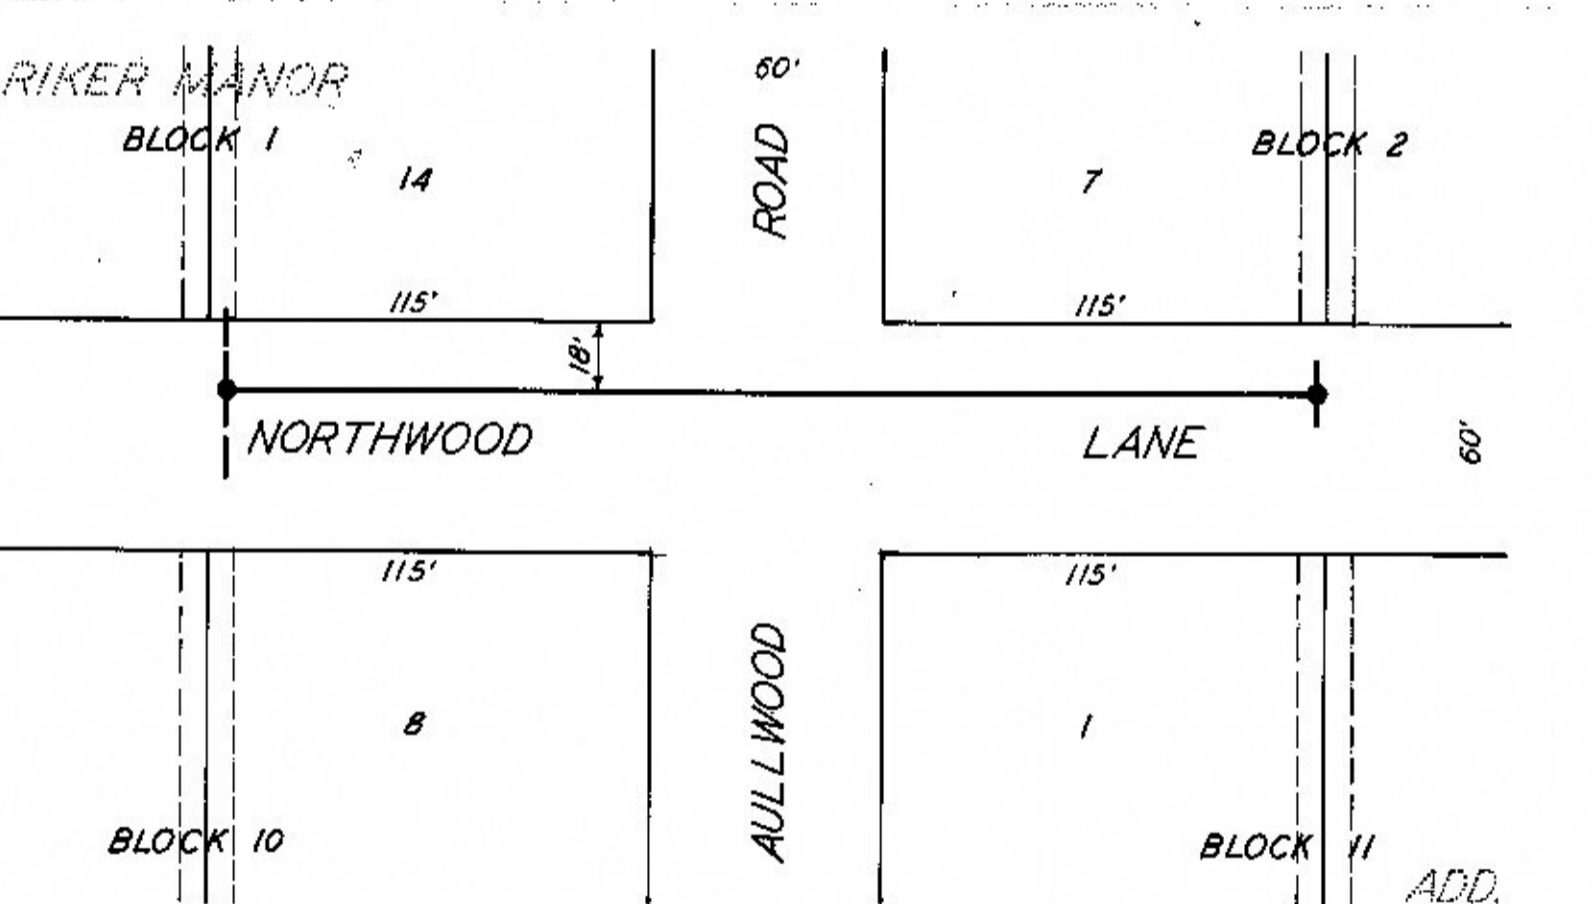 60'
RIKER MANOR
BLOCK 1
BLOCK 2
14
ROAD
7
115'
115'
18'
NORTHWOOD LANE
60'
115'
115'
8
AULLWOOD
1
BLOCK 10
BLOCK 11
ADD.